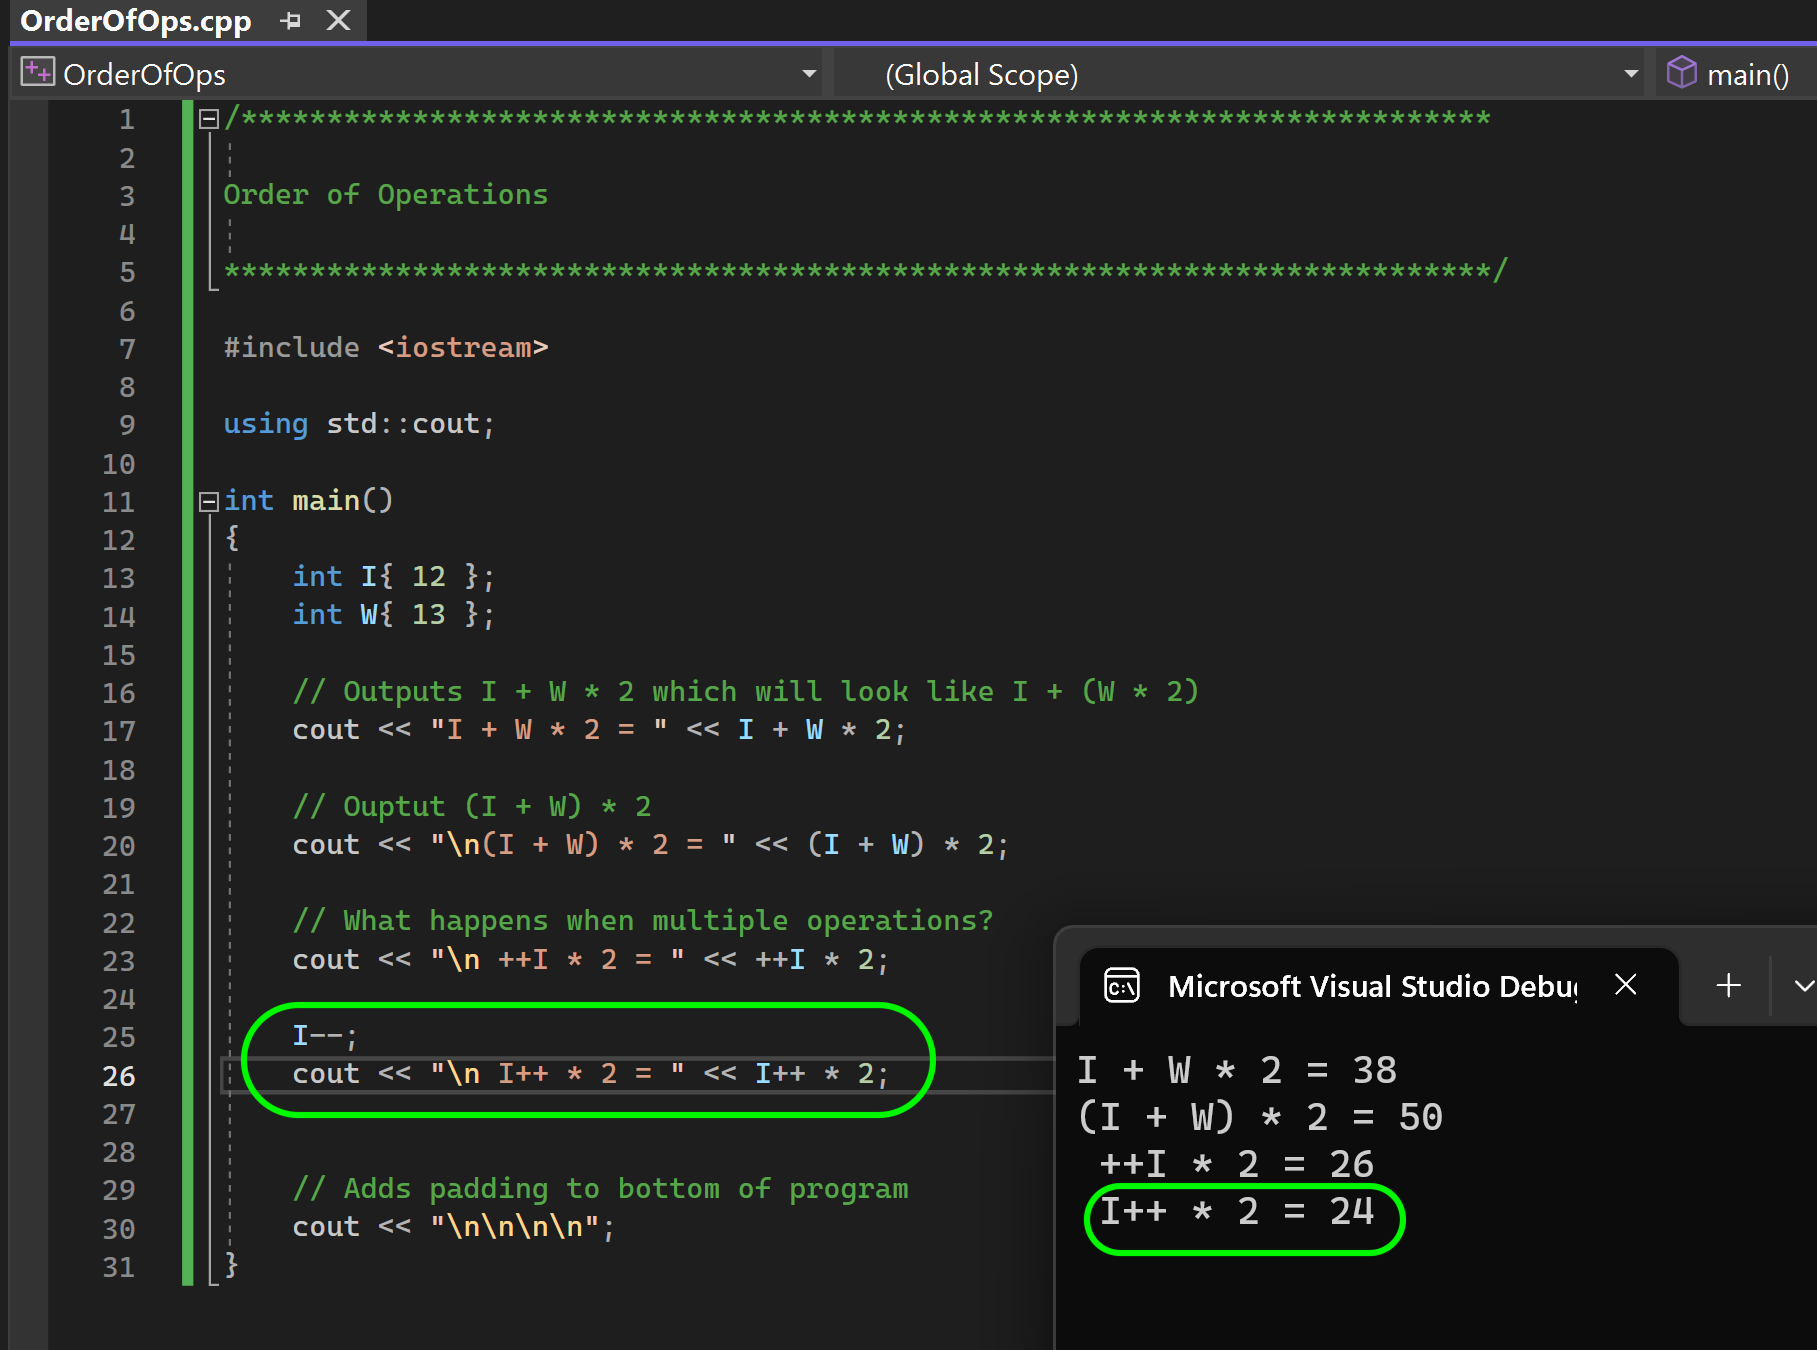 OrderOfOps.cpp
OrderOfOps (Global Scope) main()
1 /*************************************************************************
2
3 Order of Operations
4
5 **************************************************************************/
6
7 #include <iostream>
8
9 using std::cout;
10
11 int main()
12 {
13 int I{ 12 };
14 int W{ 13 };
15
16 // Outputs I + W * 2 which will look like I + (W * 2)
17 cout << "I + W * 2 = " << I + W * 2;
18
19 // Ouptut (I + W) * 2
20 cout << "\n(I + W) * 2 = " << (I + W) * 2;
21
22 // What happens when multiple operations?
23 cout << "\n ++I * 2 = " << ++I * 2;
24
25 I--;
26 cout << "\n I++ * 2 = " << I++ * 2;
27
28
29 // Adds padding to bottom of program
30 cout << "\n\n\n\n";
31 }
C:\ Microsoft Visual Studio Debu
I + W * 2 = 38
(I + W) * 2 = 50
++I * 2 = 26
I++ * 2 = 24